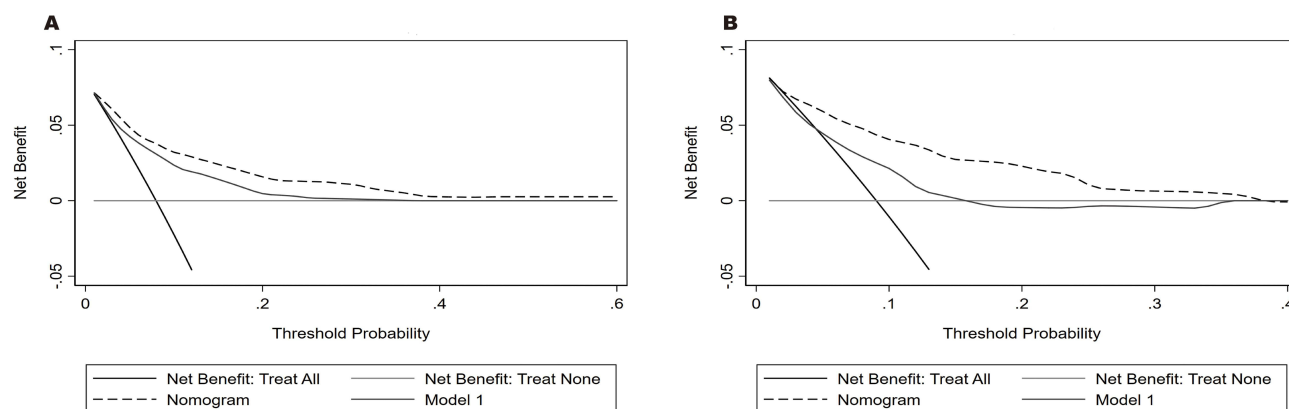 A
.1
.05
0
-.05
Net Benefit
0
.2
.4
.6
Threshold Probability
Net Benefit: Treat All
Net Benefit: Treat None
Nomogram
Model 1
B
.1
.05
0
-.05
Net Benefit
0
.1
.2
.3
.4
Threshold Probability
Net Benefit: Treat All
Net Benefit: Treat None
Nomogram
Model 1